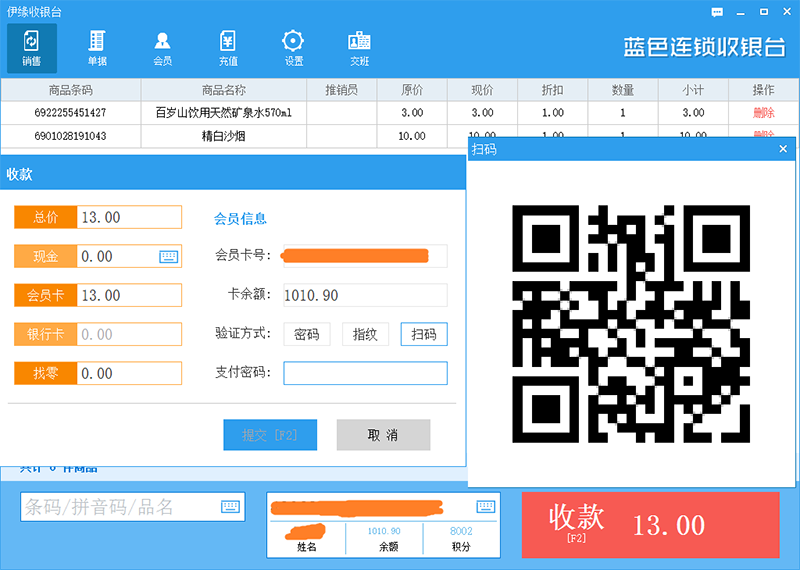 伊缘收银台
销售 单据 会员 充值 设置 交班
蓝色连锁收银台
商品条码 商品名称 推销员 原价 现价 折扣 数量 小计 操作
6922255451427 百岁山饮用天然矿泉水570ml 3.00 3.00 1.00 1 3.00 删除
6901028191043 精白沙烟 10.00 10.00 1.00 1 10.00 删除
扫码
收款
总价 13.00
会员信息
现金 0.00
会员卡号:
会员卡 13.00
卡余额: 1010.90
银行卡 0.00
验证方式: 密码 指纹 扫码
找零 0.00
支付密码:
提交 [F2] 取 消
共计 件商品
条码/拼音码/品名
1010.90 8002
姓名 余额 积分
收款 13.00
[F2]